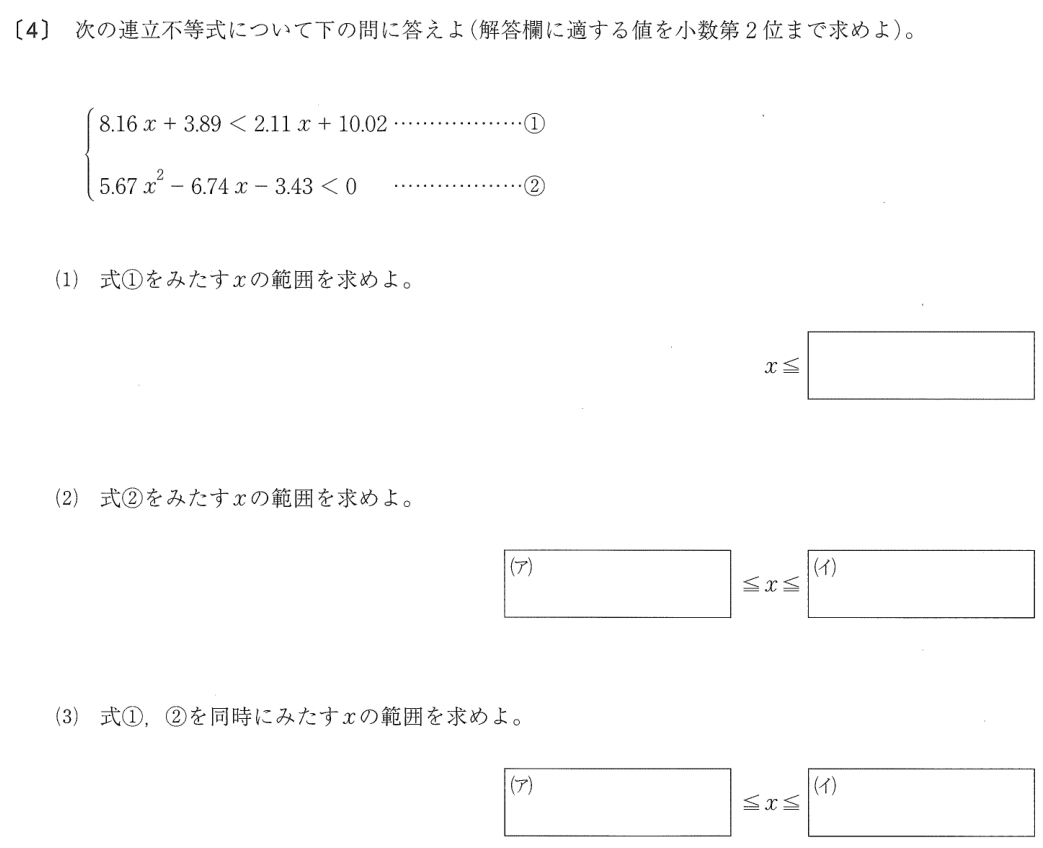 〔4〕 次の連立不等式について下の問に答えよ(解答欄に適する値を小数第2位まで求めよ)。
8.16 x + 3.89 < 2.11 x + 10.02 ‥‥‥‥‥‥①
5.67 x² − 6.74 x − 3.43 < 0 ‥‥‥‥‥‥②
(1) 式①をみたすxの範囲を求めよ。
x ≦
(2) 式②をみたすxの範囲を求めよ。
(ア) ≦ x ≦ (イ)
(3) 式①，②を同時にみたすxの範囲を求めよ。
(ア) ≦ x ≦ (イ)